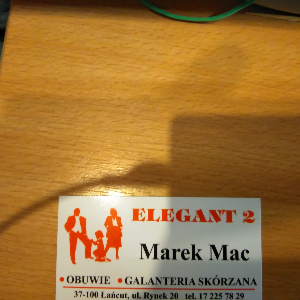 ELEGANT 2
Marek Mac
• OBUWIE • GALANTERIA SKÓRZANA
37-100 Łańcut, ul. Rynek 20 tel. 17 225 78 29